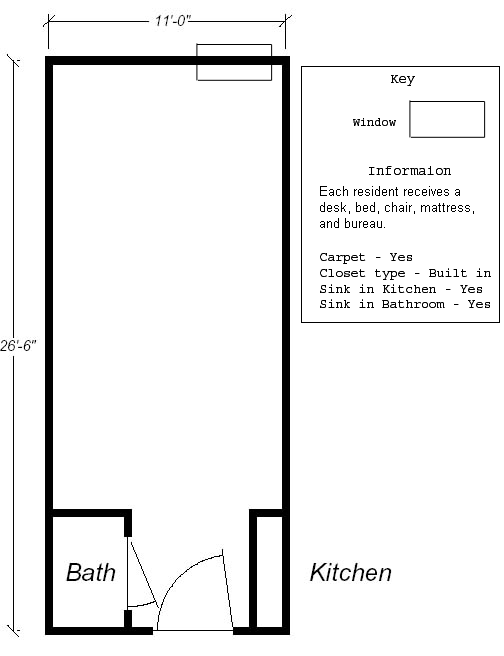 11'-0"
Key
Window
Informaion
Each resident receives a
desk, bed, chair, mattress,
and bureau.
Carpet - Yes
Closet type - Built in
Sink in Kitchen - Yes
Sink in Bathroom - Yes
26'-6"
Bath
Kitchen